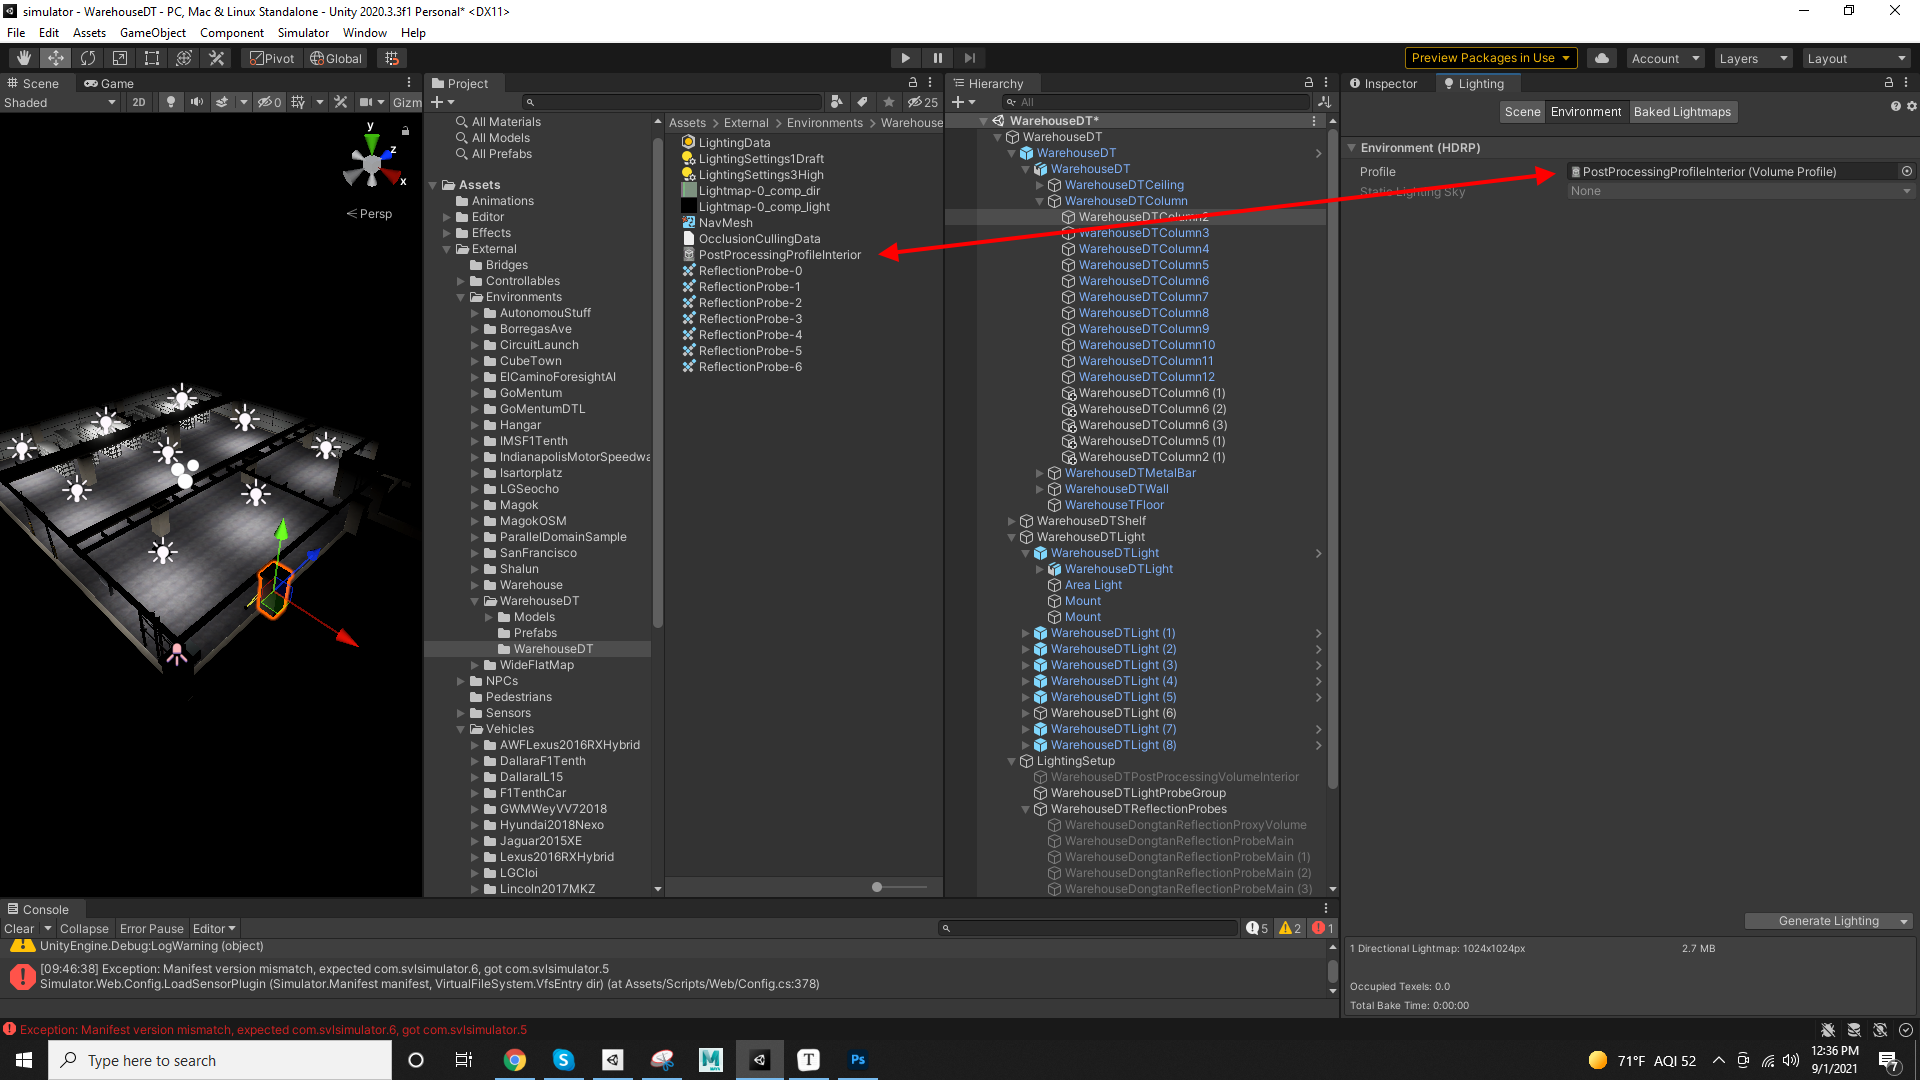 simulator - WarehouseDT - PC, Mac & Linux Standalone - Unity 2020.3.3f1 Personal* <DX11>
File Edit Assets GameObject Component Simulator Window Help
Pivot Global Preview Packages in Use Account Layers Layout
Scene Game
Shaded 2D 0 Gizm
y
z
x
Persp
Project
25
All Materials
All Models
All Prefabs
Assets
Animations
Editor
Effects
External
Bridges
Controllables
Environments
AutonomouStuff
BorregasAve
CircuitLaunch
CubeTown
ElCaminoForesightAI
GoMentum
GoMentumDTL
Hangar
IMSF1Tenth
IndianapolisMotorSpeedwa
Isartorplatz
LGSeocho
Magok
MagokOSM
ParallelDomainSample
SanFrancisco
Shalun
Warehouse
WarehouseDT
Models
Prefabs
WarehouseDT
WideFlatMap
NPCs
Pedestrians
Sensors
Vehicles
AWFLexus2016RXHybrid
DallaraF1Tenth
DallaraIL15
F1TenthCar
GWMWeyVV72018
Hyundai2018Nexo
Jaguar2015XE
Lexus2016RXHybrid
LGCloi
Lincoln2017MKZ
Assets > External > Environments > Warehouse
LightingData
LightingSettings1Draft
LightingSettings3High
Lightmap-0_comp_dir
Lightmap-0_comp_light
NavMesh
OcclusionCullingData
PostProcessingProfileInterior
ReflectionProbe-0
ReflectionProbe-1
ReflectionProbe-2
ReflectionProbe-3
ReflectionProbe-4
ReflectionProbe-5
ReflectionProbe-6
Hierarchy
All
WarehouseDT*
WarehouseDT
WarehouseDT
WarehouseDT
WarehouseDTCeiling
WarehouseDTColumn
WarehouseDTColumn2
WarehouseDTColumn3
WarehouseDTColumn4
WarehouseDTColumn5
WarehouseDTColumn6
WarehouseDTColumn7
WarehouseDTColumn8
WarehouseDTColumn9
WarehouseDTColumn10
WarehouseDTColumn11
WarehouseDTColumn12
WarehouseDTColumn6 (1)
WarehouseDTColumn6 (2)
WarehouseDTColumn6 (3)
WarehouseDTColumn5 (1)
WarehouseDTColumn2 (1)
WarehouseDTMetalBar
WarehouseDTWall
WarehouseTFloor
WarehouseDTShelf
WarehouseDTLight
WarehouseDTLight
WarehouseDTLight
Area Light
Mount
Mount
WarehouseDTLight (1)
WarehouseDTLight (2)
WarehouseDTLight (3)
WarehouseDTLight (4)
WarehouseDTLight (5)
WarehouseDTLight (6)
WarehouseDTLight (7)
WarehouseDTLight (8)
LightingSetup
WarehouseDTPostProcessingVolumeInterior
WarehouseDTLightProbeGroup
WarehouseDTReflectionProbes
WarehouseDongtanReflectionProxyVolume
WarehouseDongtanReflectionProbeMain
WarehouseDongtanReflectionProbeMain (1)
WarehouseDongtanReflectionProbeMain (2)
WarehouseDongtanReflectionProbeMain (3)
Inspector Lighting
Scene Environment Baked Lightmaps
Environment (HDRP)
Profile PostProcessingProfileInterior (Volume Profile)
Static Lighting Sky None
Generate Lighting
1 Directional Lightmap: 1024x1024px 2.7 MB
Occupied Texels: 0.0
Total Bake Time: 0:00:00
Console
Clear Collapse Error Pause Editor 5 2 1
UnityEngine.Debug:LogWarning (object)
[09:46:38] Exception: Manifest version mismatch, expected com.svlsimulator.6, got com.svlsimulator.5
Simulator.Web.Config.LoadSensorPlugin (Simulator.Manifest manifest, VirtualFileSystem.VfsEntry dir) (at Assets/Scripts/Web/Config.cs:378)
Exception: Manifest version mismatch, expected com.svlsimulator.6, got com.svlsimulator.5
Type here to search
S
M
T
Ps
71°F AQI 52
12:36 PM
9/1/2021
7